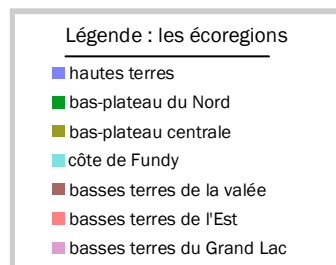 Légende : les écoregions
hautes terres
bas-plateau du Nord
bas-plateau centrale
côte de Fundy
basses terres de la valée
basses terres de l'Est
basses terres du Grand Lac